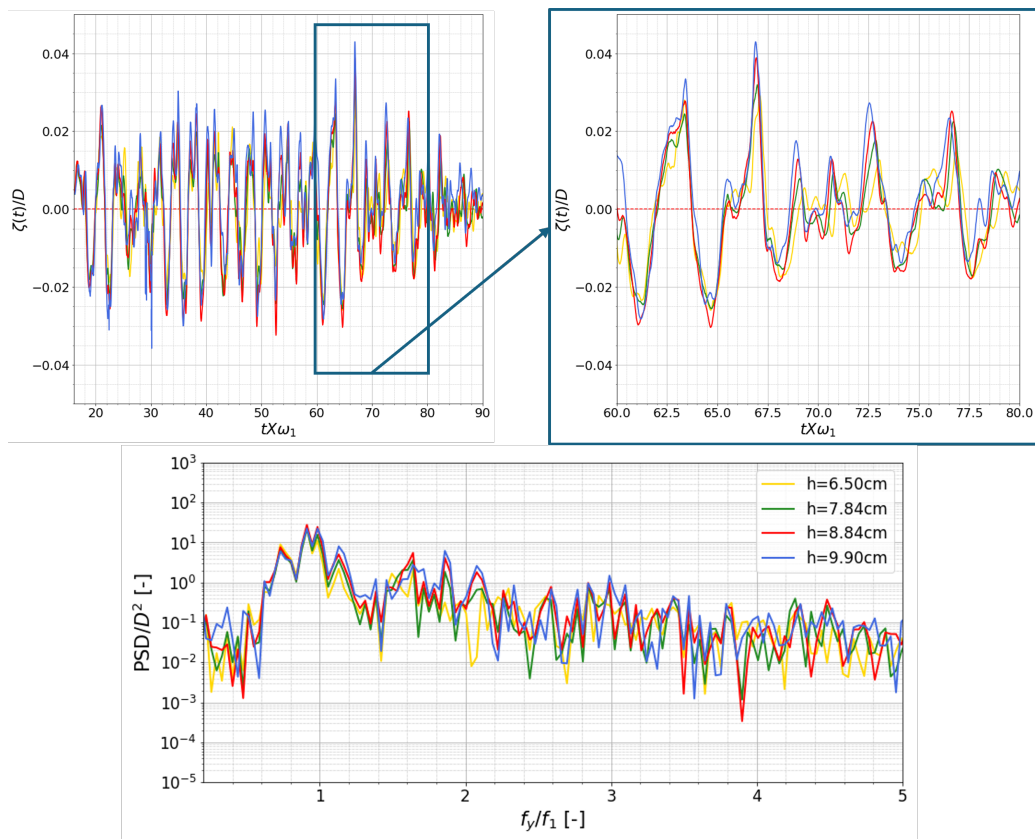 0.04
0.02
0.00
−0.02
−0.04
ζ(t)/D
20 30 40 50 60 70 80 90
tXω₁
0.04
0.02
0.00
−0.02
−0.04
ζ(t)/D
60.0 62.5 65.0 67.5 70.0 72.5 75.0 77.5 80.0
tXω₁
10³
10²
10¹
10⁰
10⁻¹
10⁻²
10⁻³
10⁻⁴
10⁻⁵
PSD/D² [-]
h=6.50cm
h=7.84cm
h=8.84cm
h=9.90cm
1 2 3 4 5
f_y/f₁ [-]